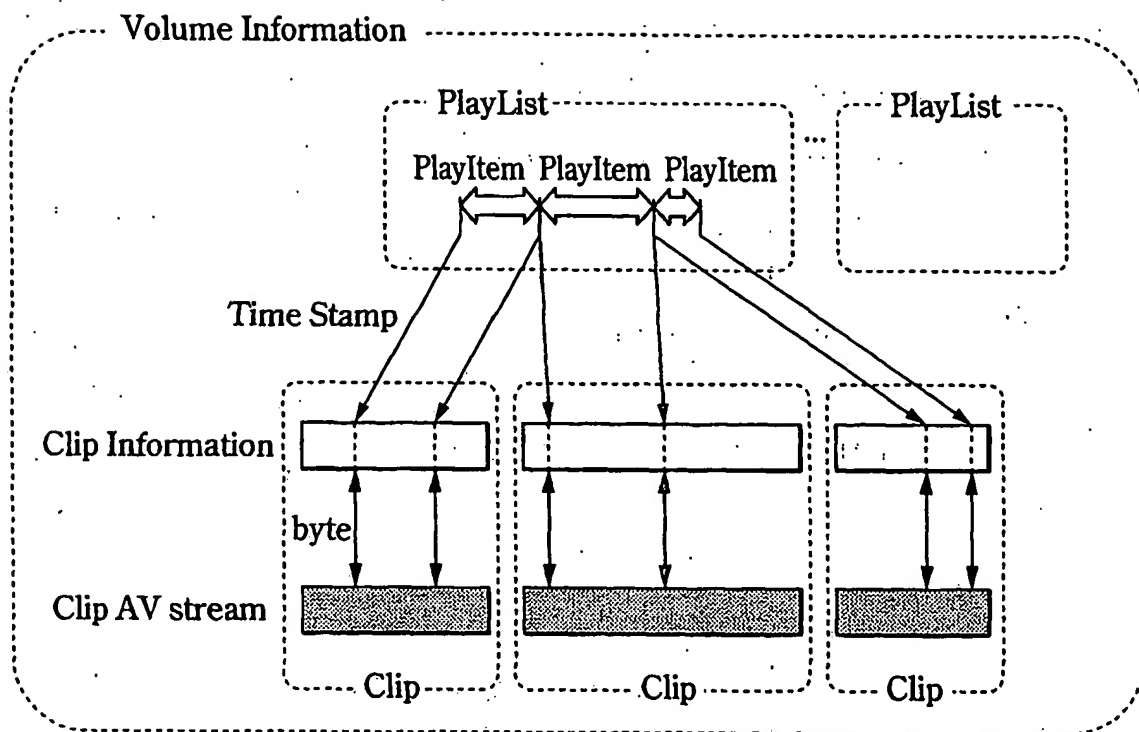 Volume Information
PlayList
PlayList
...
PlayItem PlayItem PlayItem
Time Stamp
Clip Information
byte
Clip AV stream
Clip
Clip
Clip